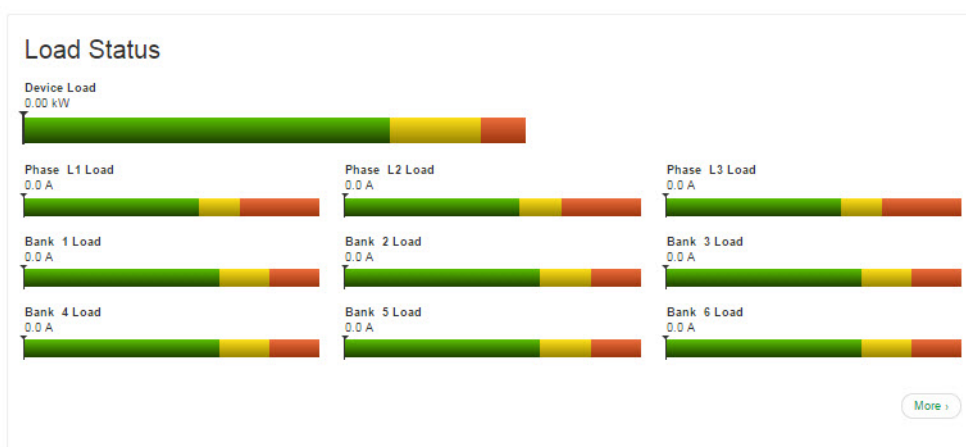 Load Status
Device Load
0.00 kW
Phase L1 Load
0.0 A
Phase L2 Load
0.0 A
Phase L3 Load
0.0 A
Bank 1 Load
0.0 A
Bank 2 Load
0.0 A
Bank 3 Load
0.0 A
Bank 4 Load
0.0 A
Bank 5 Load
0.0 A
Bank 6 Load
0.0 A
More ›